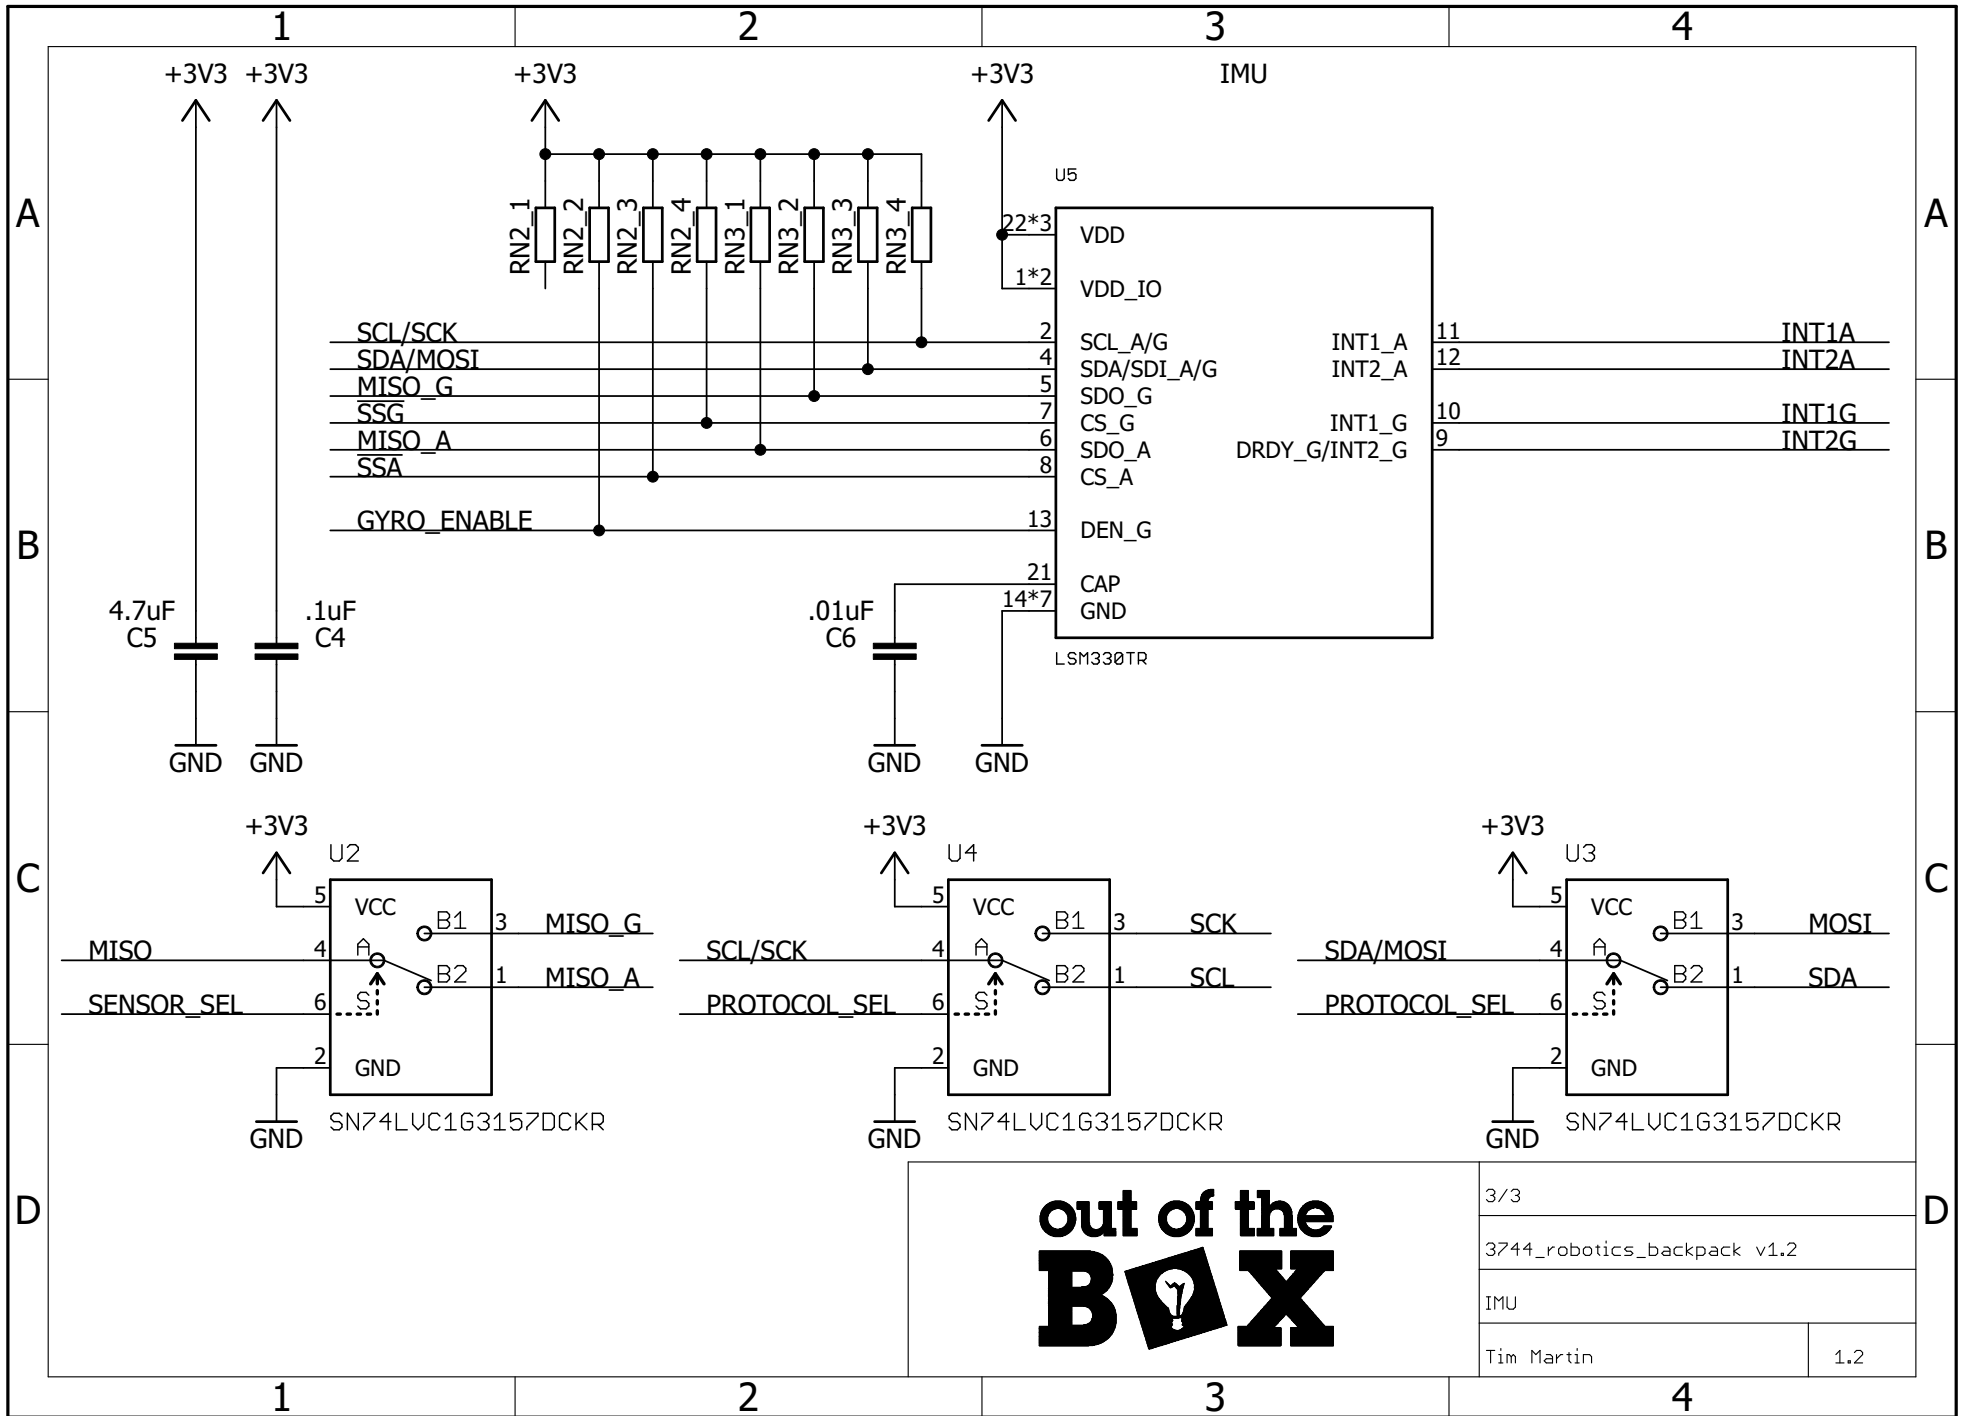 1 2 3 4
+3V3 +3V3 +3V3 +3V3 IMU
A A
U5
RN2_1 RN2_2 RN2_3 RN2_4 RN3_1 RN3_2 RN3_3 RN3_4
22*3 VDD
1*2 VDD_IO
SCL/SCK 2 SCL_A/G INT1_A 11 INT1A
SDA/MOSI 4 SDA/SDI_A/G INT2_A 12 INT2A
MISO_G 5 SDO_G
SSG 7 CS_G INT1_G 10 INT1G
MISO_A 6 SDO_A DRDY_G/INT2_G 9 INT2G
SSA 8 CS_A
GYRO_ENABLE 13 DEN_G
B B
21 CAP
14*7 GND
4.7uF .1uF .01uF
C5 C4 C6
LSM330TR
GND GND GND GND
+3V3 +3V3 +3V3
U2 U4 U3
C C
5 VCC B1 3 MISO_G
MISO 4 A B2 1 MISO_A
SENSOR_SEL 6 S
2 GND
GND SN74LVC1G3157DCKR
5 VCC B1 3 SCK
SCL/SCK 4 A B2 1 SCL
PROTOCOL_SEL 6 S
2 GND
GND SN74LVC1G3157DCKR
5 VCC B1 3 MOSI
SDA/MOSI 4 A B2 1 SDA
PROTOCOL_SEL 6 S
2 GND
GND SN74LVC1G3157DCKR
D D
out of the
BOX
3/3
3744_robotics_backpack v1.2
IMU
Tim Martin 1.2
1 2 3 4